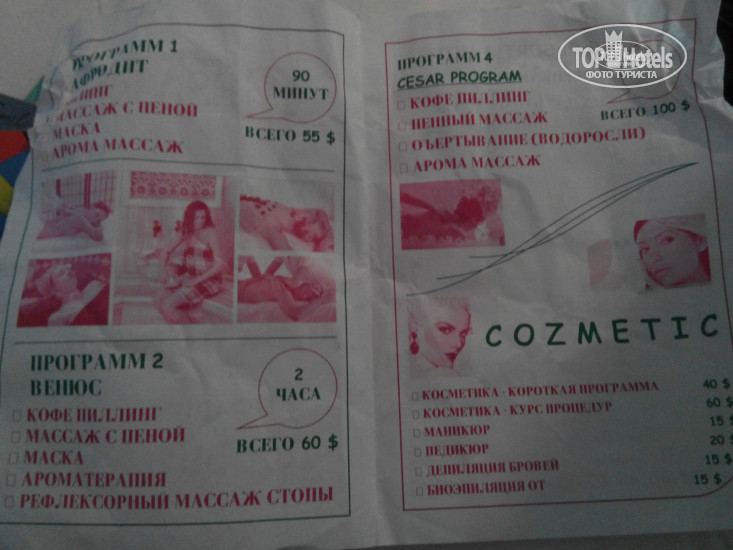 ПРОГРАММ 1
АФРОДИТ
МАССАЖ С ПЕНОЙ
МАСКА
АРОМА МАССАЖ
90
МИНУТ
ВСЕГО 55 $
ПРОГРАММ 2
ВЕНЮС
КОФЕ ПИЛЛИНГ
МАССАЖ С ПЕНОЙ
МАСКА
АРОМАТЕРАПИЯ
РЕФЛЕКСОРНЫЙ МАССАЖ СТОПЫ
2
ЧАСА
ВСЕГО 60 $
ПРОГРАММ 4
CESAR PROGRAM
КОФЕ ПИЛЛИНГ
ПЕННЫЙ МАССАЖ
ОЪЕРТЫВАПИЕ (ВОДОРОСЛИ)
АРОМА МАССАЖ
ВСЕГО 100 $
COZMETIC
КОСМЕТИКА - КОРОТКАЯ ПРОГРАММА 40 $
КОСМЕТИКА - КУРС ПРОЦЕДУР 60 $
МАНИКЮР 15 $
ПЕДИКЮР 20 $
ДЕПИЛЯЦИЯ БРОВЕЙ 15 $
БИОЭПИЛЯЦИЯ ОТ 15 $
TOP Hotels
ФОТО ТУРИСТА